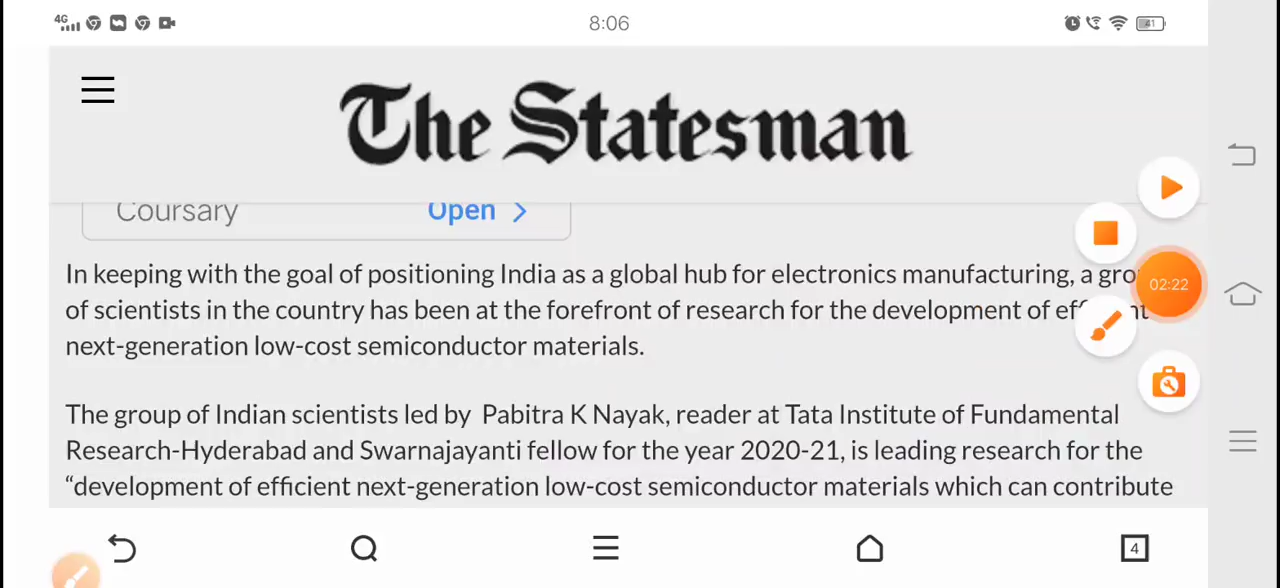 4G 8:06 41
The Statesman
Coursary Open
In keeping with the goal of positioning India as a global hub for electronics manufacturing, a
of scientists in the country has been at the forefront of research for the development of
next-generation low-cost semiconductor materials.
The group of Indian scientists led by Pabitra K Nayak, reader at Tata Institute of Fundamental
Research-Hyderabad and Swarnajayanti fellow for the year 2020-21, is leading research for the
“development of efficient next-generation low-cost semiconductor materials which can contribute
02:22
4